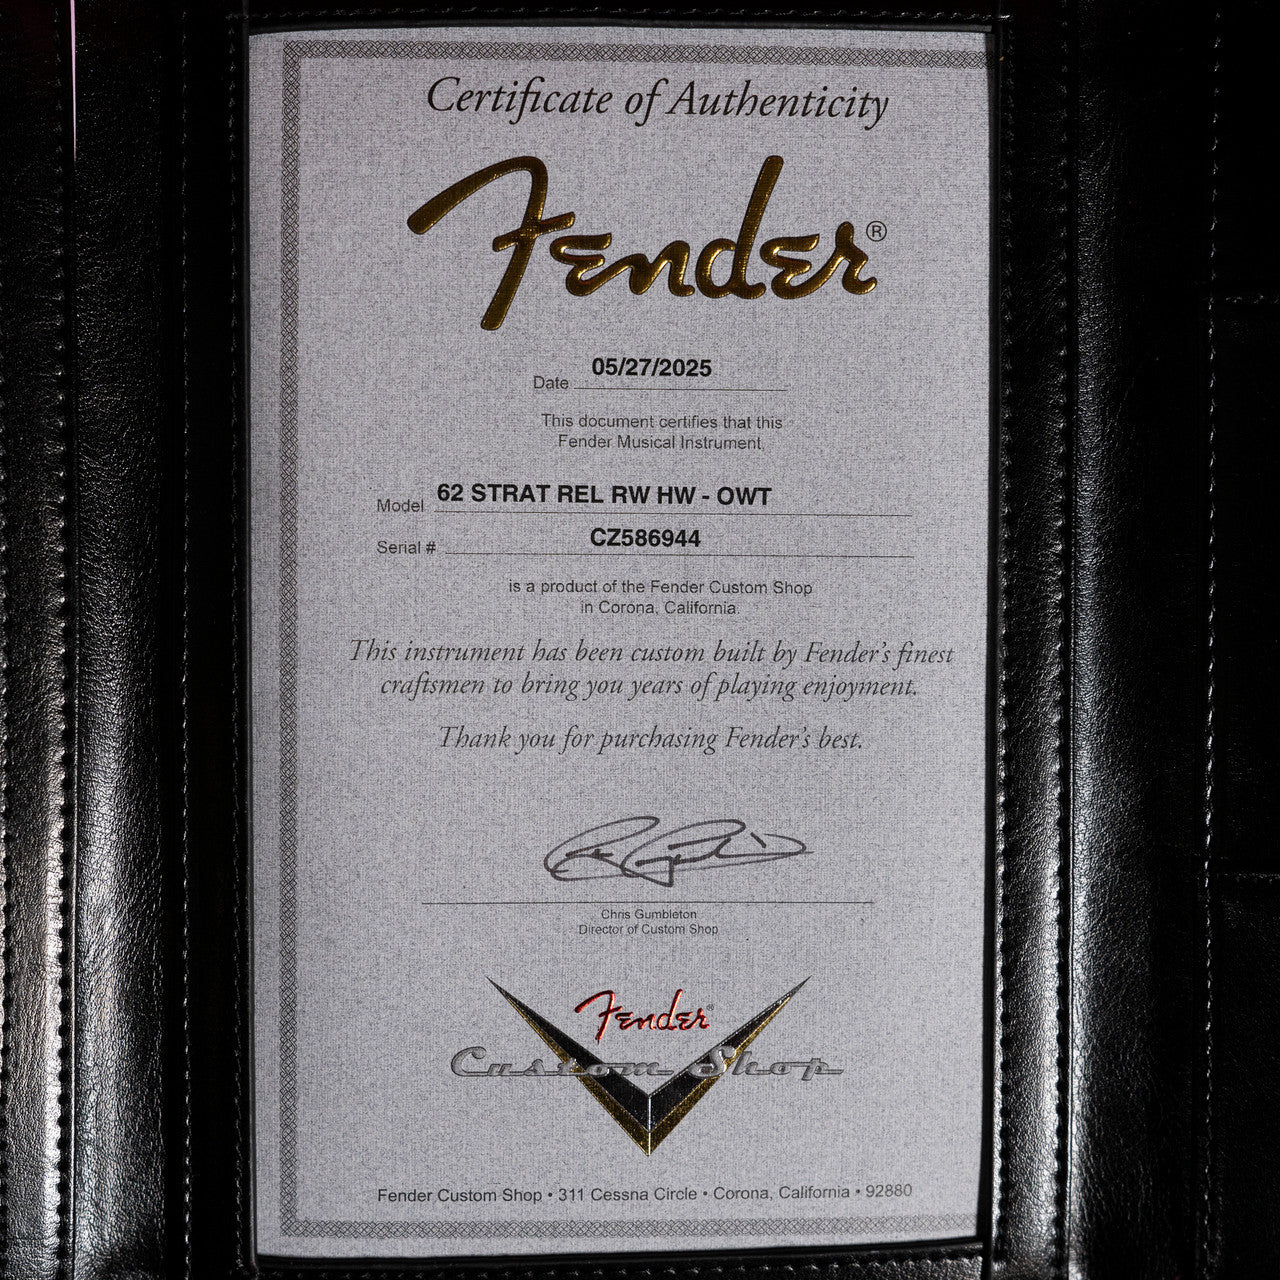 Certificate of Authenticity
Fender®
Date 05/27/2025
This document certifies that this
Fender Musical Instrument,
Model 62 STRAT REL RW HW - OWT
Serial # CZ586944
is a product of the Fender Custom Shop
in Corona, California.
This instrument has been custom built by Fender's finest
craftsmen to bring you years of playing enjoyment.
Thank you for purchasing Fender's best.
Chris Gumbleton
Director of Custom Shop
Fender®
Custom Shop
Fender Custom Shop • 311 Cessna Circle • Corona, California • 92880